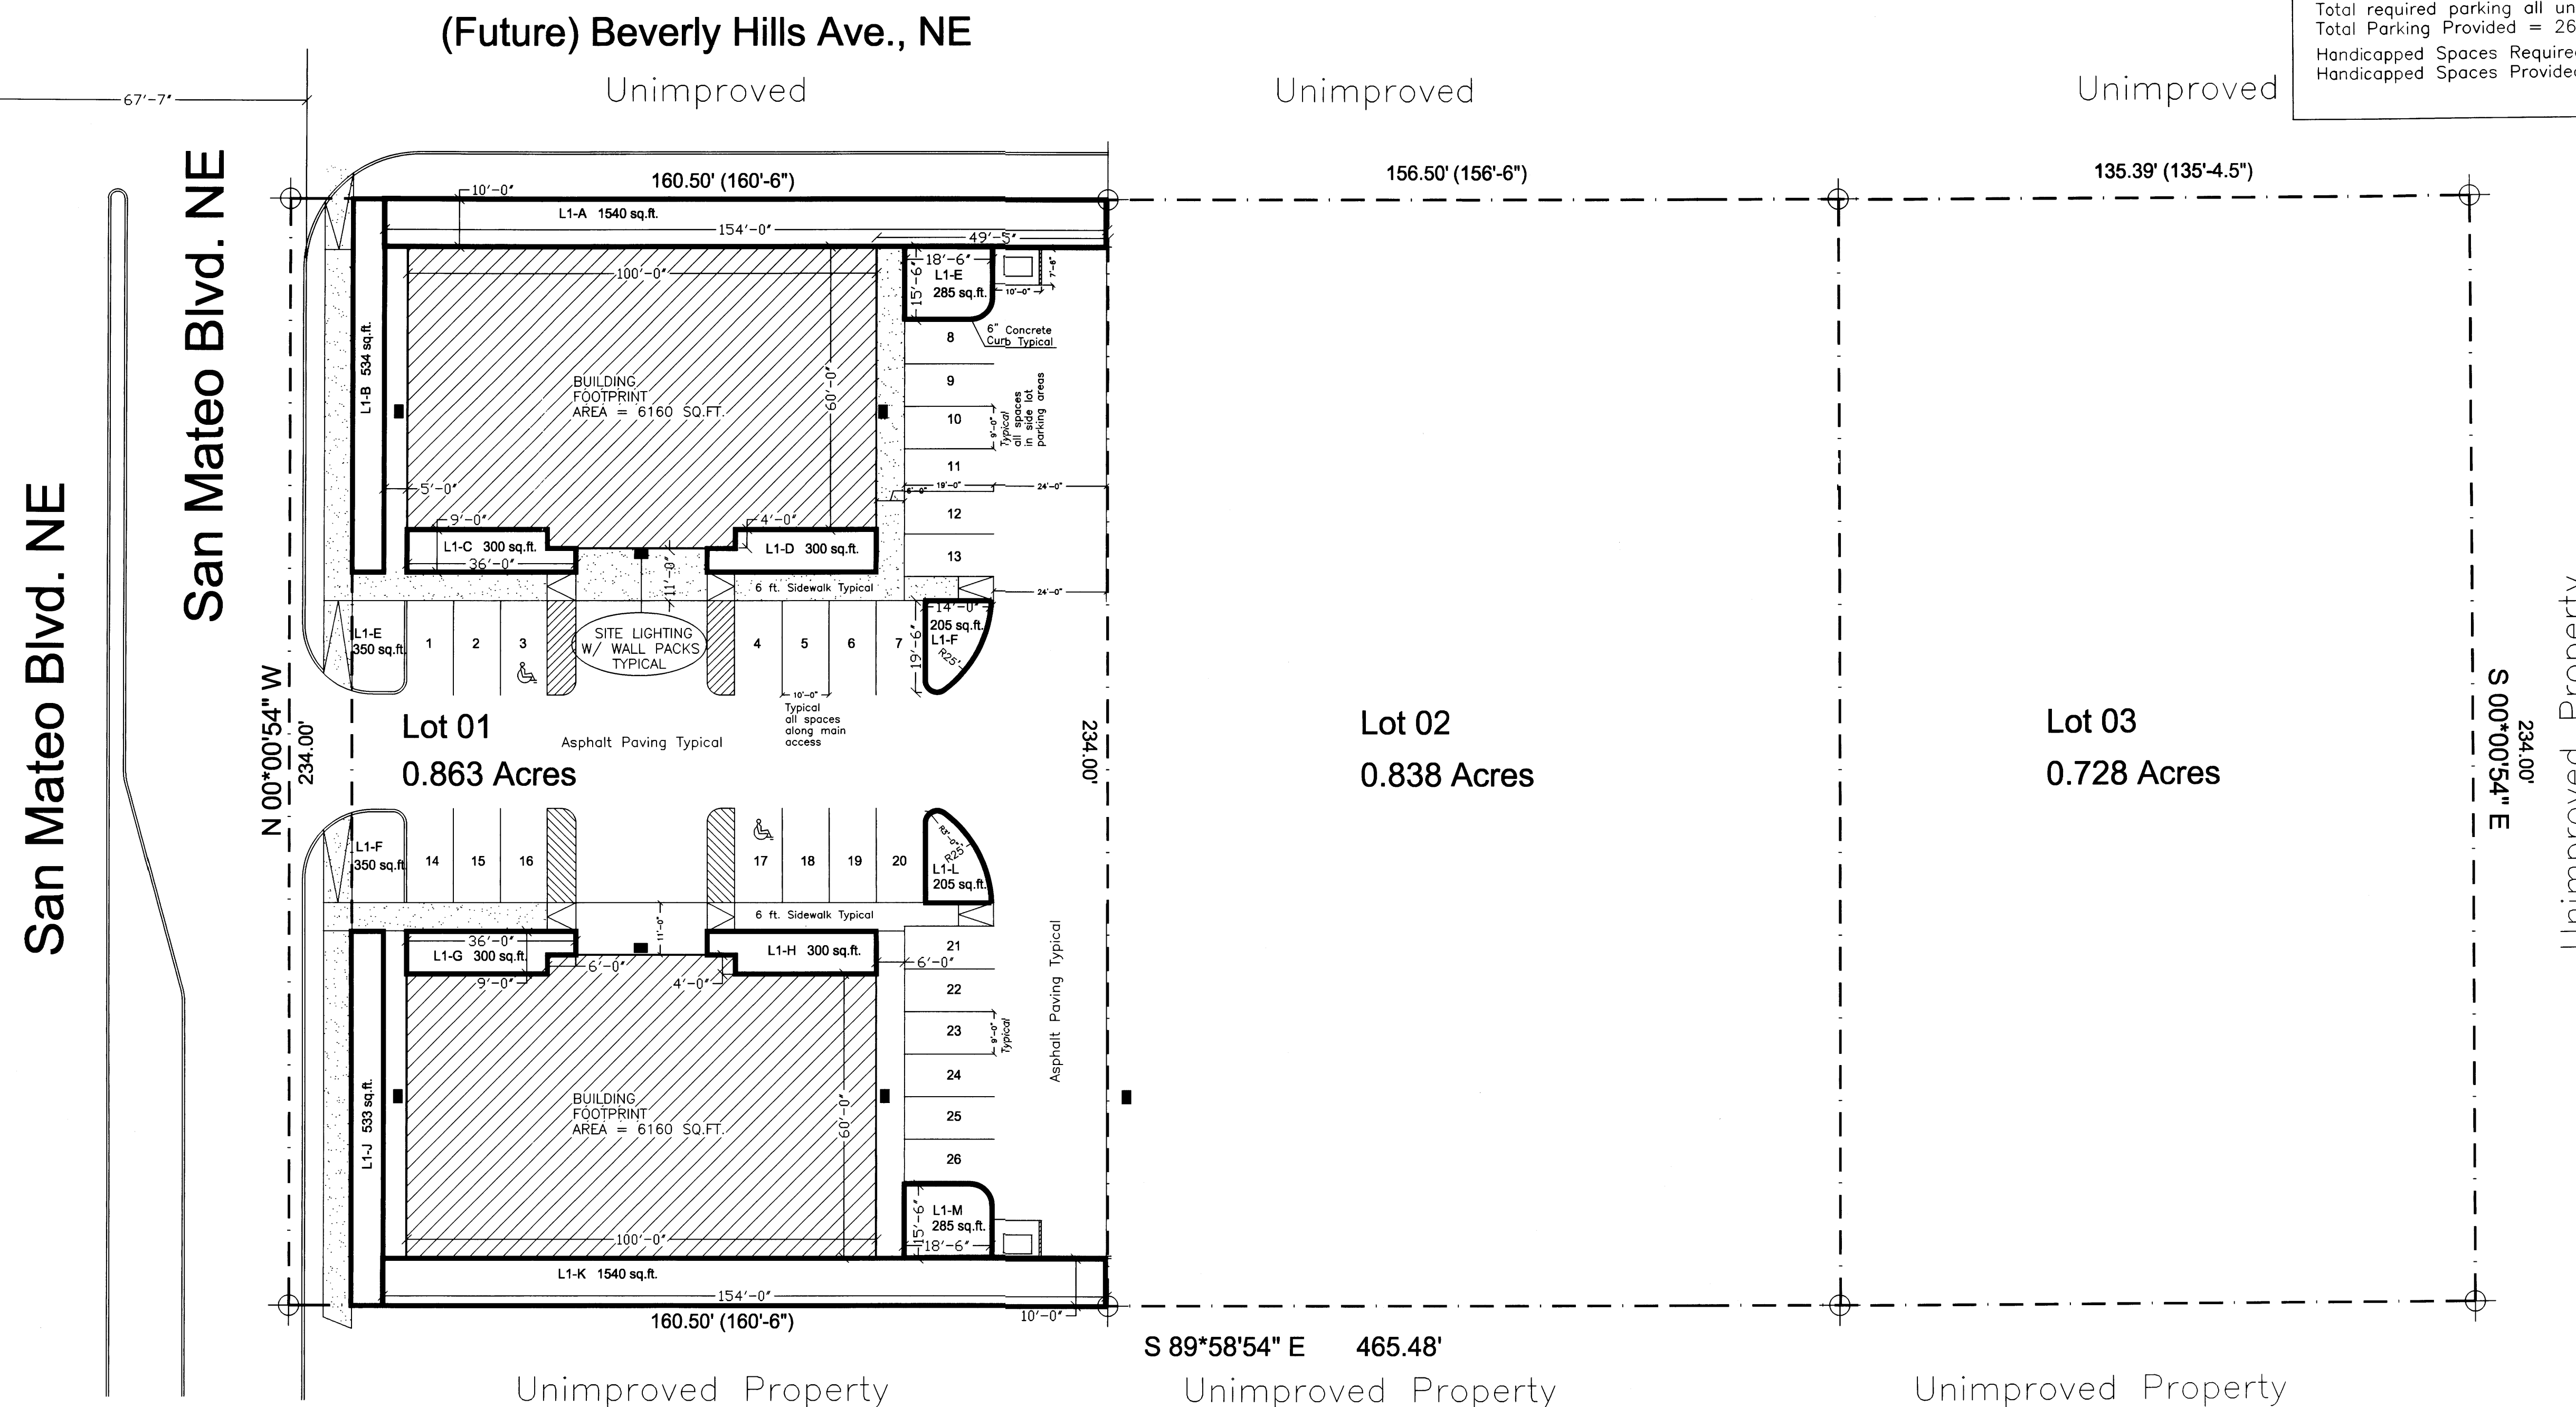 (Future) Beverly Hills Ave., NE
Total required parking all un
Total Parking Provided = 26
Handicapped Spaces Require
Handicapped Spaces Provide
Unimproved
Unimproved
Unimproved
67'-7"
San Mateo Blvd. NE
San Mateo Blvd. NE
160.50' (160'-6")
156.50' (156'-6")
135.39' (135'-4.5")
10'-0"
L1-A 1540 sq.ft.
154'-0"
49'-5"
100'-0"
18'-6"
L1-E
285 sq.ft.
15'-6"
10'-0"
7'-6"
6" Concrete
Curb Typical
L1-B 534 sq.ft.
BUILDING
FOOTPRINT
AREA = 6160 SQ.FT.
60'-0"
8
9
10
11
12
13
9'-0"
Typical
all spaces
in side lot
parking areas
5'-0"
19'-0"
24'-0"
6'-0"
9'-0"
L1-C 300 sq.ft.
36'-0"
4'-0"
L1-D 300 sq.ft.
11'-0"
6 ft. Sidewalk Typical
24'-0"
L1-E
350 sq.ft.
1
2
3
SITE LIGHTING
W/ WALL PACKS
TYPICAL
4
5
6
7
14'-0"
205 sq.ft.
L1-F
R25'
19'-6"
10'-0"
Typical
all spaces
along main
access
N 00*00'54" W
234.00'
Lot 01
0.863 Acres
Asphalt Paving Typical
234.00'
Lot 02
0.838 Acres
Lot 03
0.728 Acres
S 00*00'54" E
234.00'
Unimproved Property
L1-F
350 sq.ft
14
15
16
17
18
19
20
R3'-0"
R25'
L1-L
205 sq.ft.
6 ft. Sidewalk Typical
11'-0"
36'-0"
L1-G 300 sq.ft.
6'-0"
9'-0"
L1-H 300 sq.ft.
4'-0"
6'-0"
21
22
23
24
25
26
9'-0"
Typical
Asphalt Paving Typical
L1-J 533 sq.ft.
BUILDING
FOOTPRINT
AREA = 6160 SQ.FT.
60'-0"
100'-0"
15'-6"
L1-M
285 sq.ft.
18'-6"
L1-K 1540 sq.ft.
154'-0"
10'-0"
160.50' (160'-6")
S 89*58'54" E 465.48'
Unimproved Property
Unimproved Property
Unimproved Property